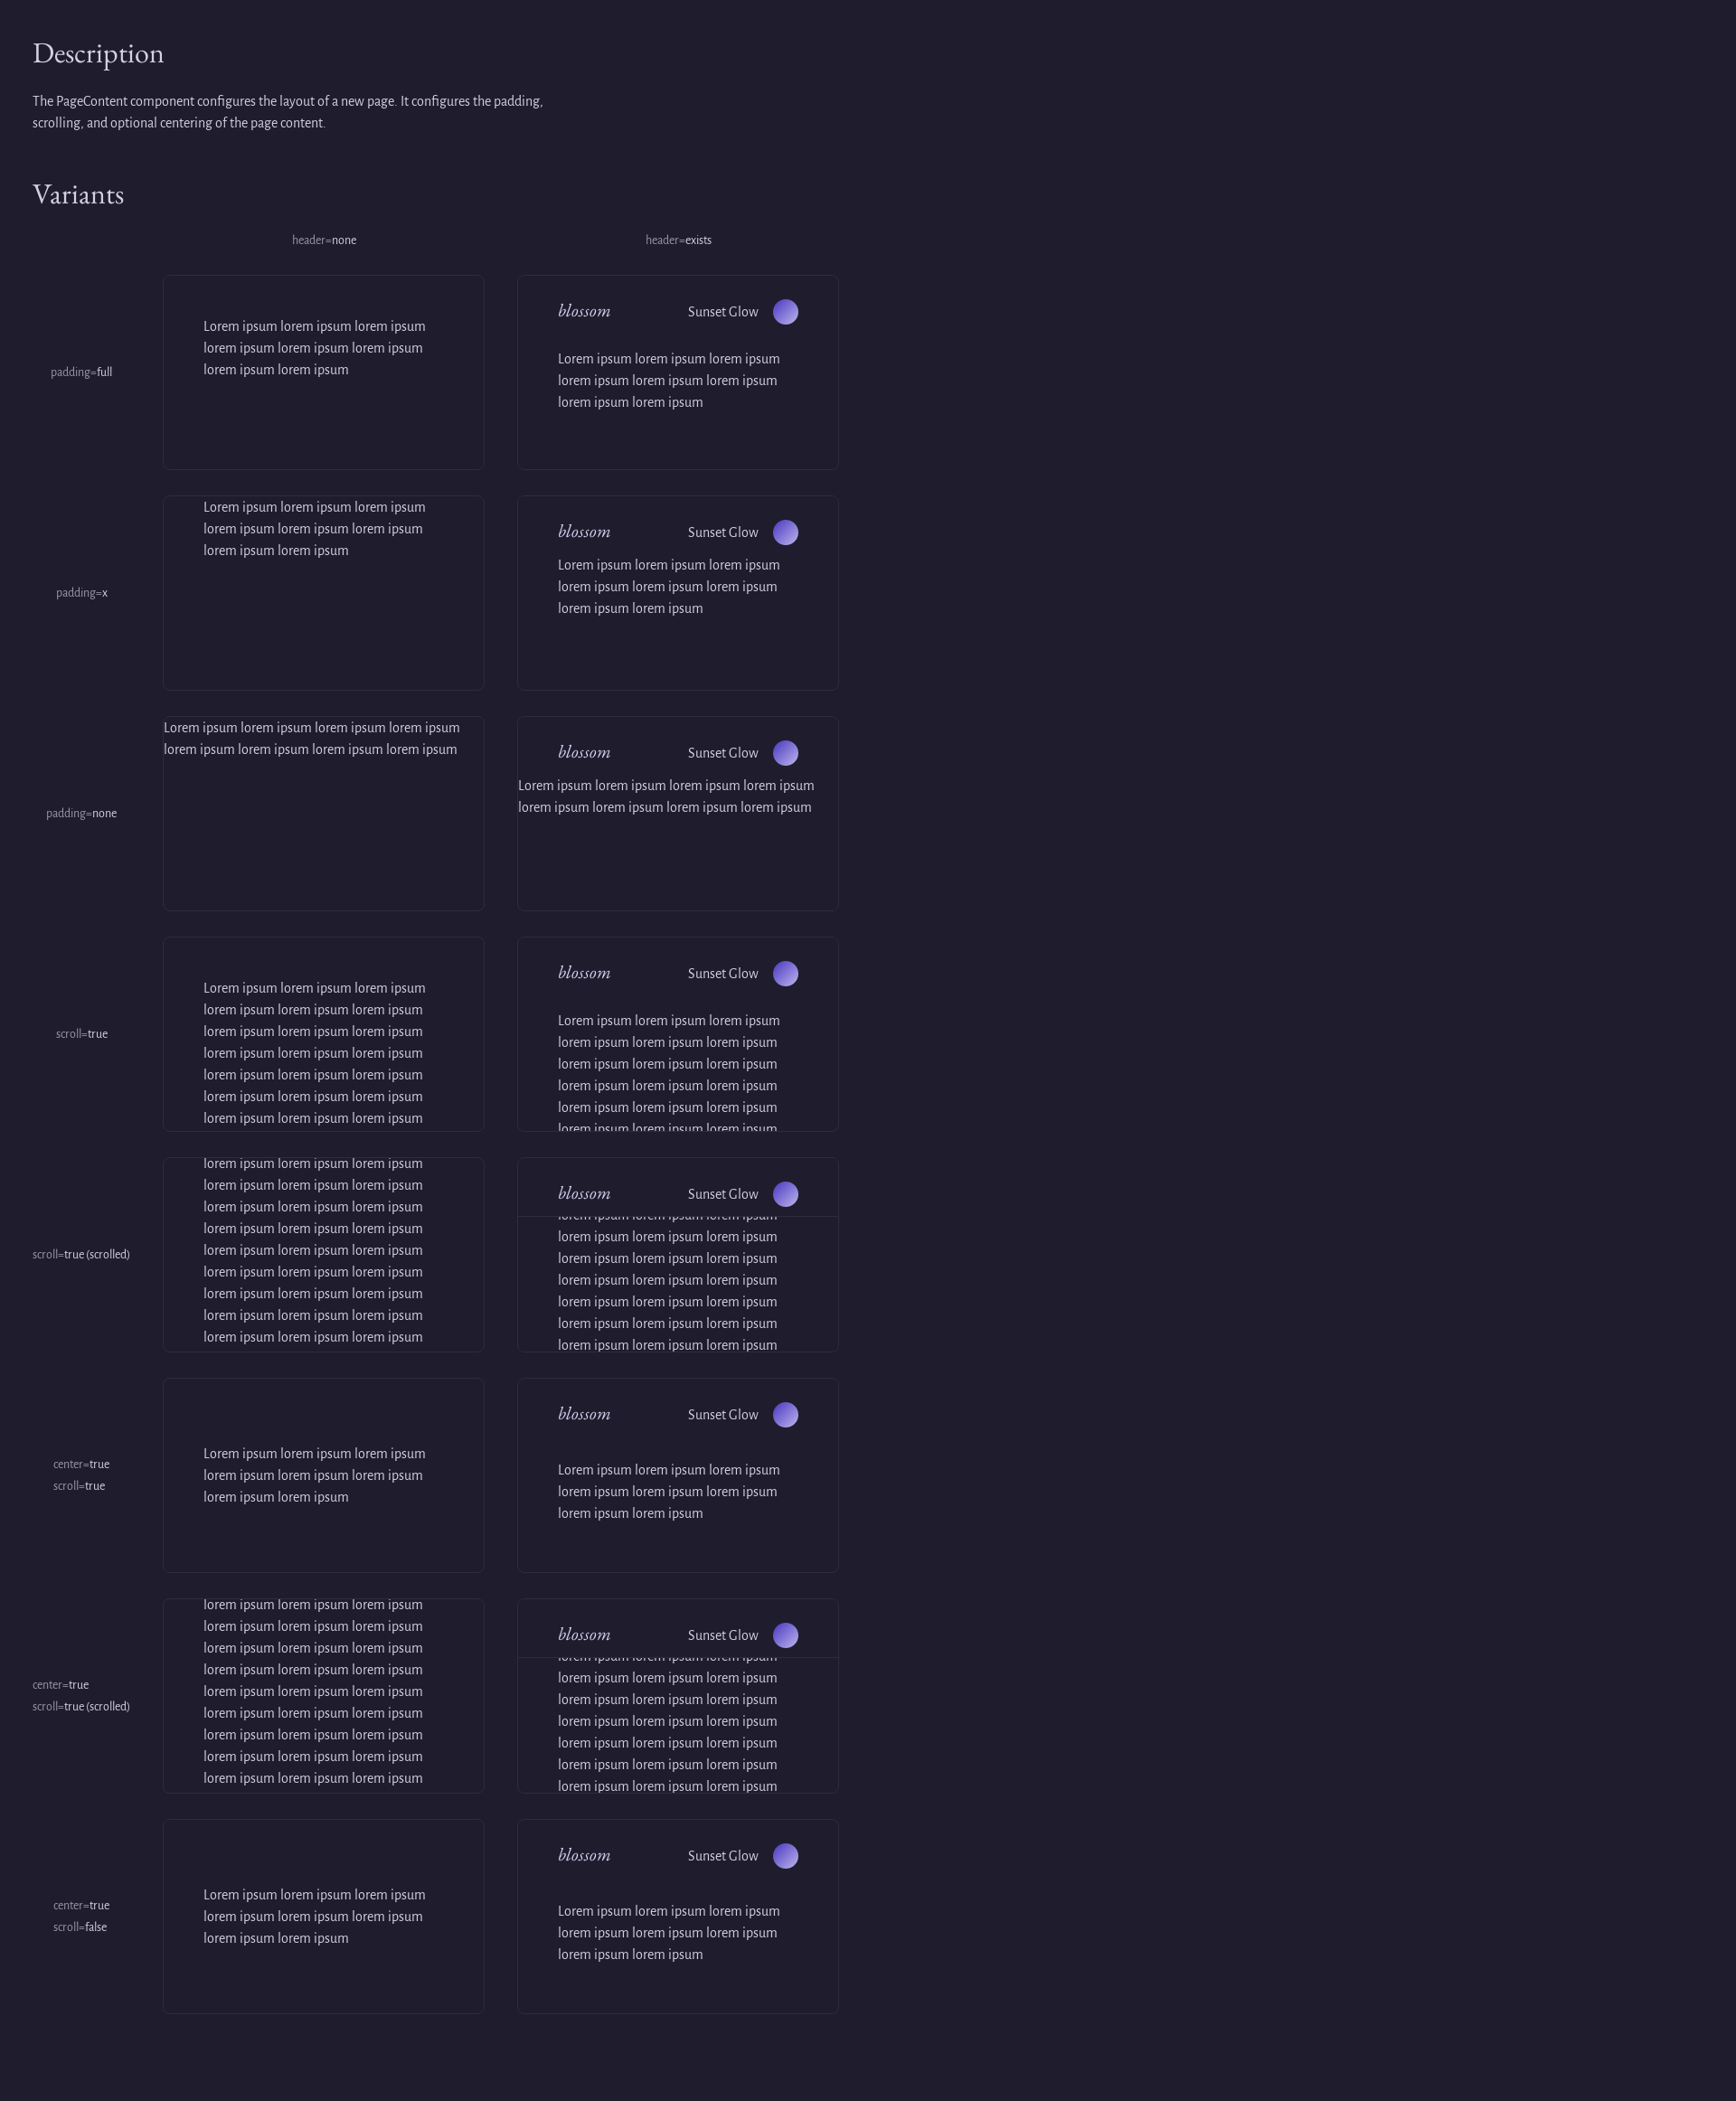 Description
The PageContent component configures the layout of a new page. It configures the padding,
scrolling, and optional centering of the page content.
Variants
header=none
header=exists
padding=full
Lorem ipsum lorem ipsum lorem ipsum
lorem ipsum lorem ipsum lorem ipsum
lorem ipsum lorem ipsum
blossom
Sunset Glow
Lorem ipsum lorem ipsum lorem ipsum
lorem ipsum lorem ipsum lorem ipsum
lorem ipsum lorem ipsum
padding=x
Lorem ipsum lorem ipsum lorem ipsum
lorem ipsum lorem ipsum lorem ipsum
lorem ipsum lorem ipsum
blossom
Sunset Glow
Lorem ipsum lorem ipsum lorem ipsum
lorem ipsum lorem ipsum lorem ipsum
lorem ipsum lorem ipsum
padding=none
Lorem ipsum lorem ipsum lorem ipsum lorem ipsum
lorem ipsum lorem ipsum lorem ipsum lorem ipsum
blossom
Sunset Glow
Lorem ipsum lorem ipsum lorem ipsum lorem ipsum
lorem ipsum lorem ipsum lorem ipsum lorem ipsum
scroll=true
Lorem ipsum lorem ipsum lorem ipsum
lorem ipsum lorem ipsum lorem ipsum
lorem ipsum lorem ipsum lorem ipsum
lorem ipsum lorem ipsum lorem ipsum
lorem ipsum lorem ipsum lorem ipsum
lorem ipsum lorem ipsum lorem ipsum
lorem ipsum lorem ipsum lorem ipsum
blossom
Sunset Glow
Lorem ipsum lorem ipsum lorem ipsum
lorem ipsum lorem ipsum lorem ipsum
lorem ipsum lorem ipsum lorem ipsum
lorem ipsum lorem ipsum lorem ipsum
lorem ipsum lorem ipsum lorem ipsum
lorem ipsum lorem ipsum lorem ipsum
scroll=true (scrolled)
lorem ipsum lorem ipsum lorem ipsum
lorem ipsum lorem ipsum lorem ipsum
lorem ipsum lorem ipsum lorem ipsum
lorem ipsum lorem ipsum lorem ipsum
lorem ipsum lorem ipsum lorem ipsum
lorem ipsum lorem ipsum lorem ipsum
lorem ipsum lorem ipsum lorem ipsum
lorem ipsum lorem ipsum lorem ipsum
lorem ipsum lorem ipsum lorem ipsum
blossom
Sunset Glow
lorem ipsum lorem ipsum lorem ipsum
lorem ipsum lorem ipsum lorem ipsum
lorem ipsum lorem ipsum lorem ipsum
lorem ipsum lorem ipsum lorem ipsum
lorem ipsum lorem ipsum lorem ipsum
lorem ipsum lorem ipsum lorem ipsum
lorem ipsum lorem ipsum lorem ipsum
center=true
scroll=true
Lorem ipsum lorem ipsum lorem ipsum
lorem ipsum lorem ipsum lorem ipsum
lorem ipsum lorem ipsum
blossom
Sunset Glow
Lorem ipsum lorem ipsum lorem ipsum
lorem ipsum lorem ipsum lorem ipsum
lorem ipsum lorem ipsum
center=true
scroll=true (scrolled)
lorem ipsum lorem ipsum lorem ipsum
lorem ipsum lorem ipsum lorem ipsum
lorem ipsum lorem ipsum lorem ipsum
lorem ipsum lorem ipsum lorem ipsum
lorem ipsum lorem ipsum lorem ipsum
lorem ipsum lorem ipsum lorem ipsum
lorem ipsum lorem ipsum lorem ipsum
lorem ipsum lorem ipsum lorem ipsum
lorem ipsum lorem ipsum lorem ipsum
blossom
Sunset Glow
lorem ipsum lorem ipsum lorem ipsum
lorem ipsum lorem ipsum lorem ipsum
lorem ipsum lorem ipsum lorem ipsum
lorem ipsum lorem ipsum lorem ipsum
lorem ipsum lorem ipsum lorem ipsum
lorem ipsum lorem ipsum lorem ipsum
lorem ipsum lorem ipsum lorem ipsum
center=true
scroll=false
Lorem ipsum lorem ipsum lorem ipsum
lorem ipsum lorem ipsum lorem ipsum
lorem ipsum lorem ipsum
blossom
Sunset Glow
Lorem ipsum lorem ipsum lorem ipsum
lorem ipsum lorem ipsum lorem ipsum
lorem ipsum lorem ipsum